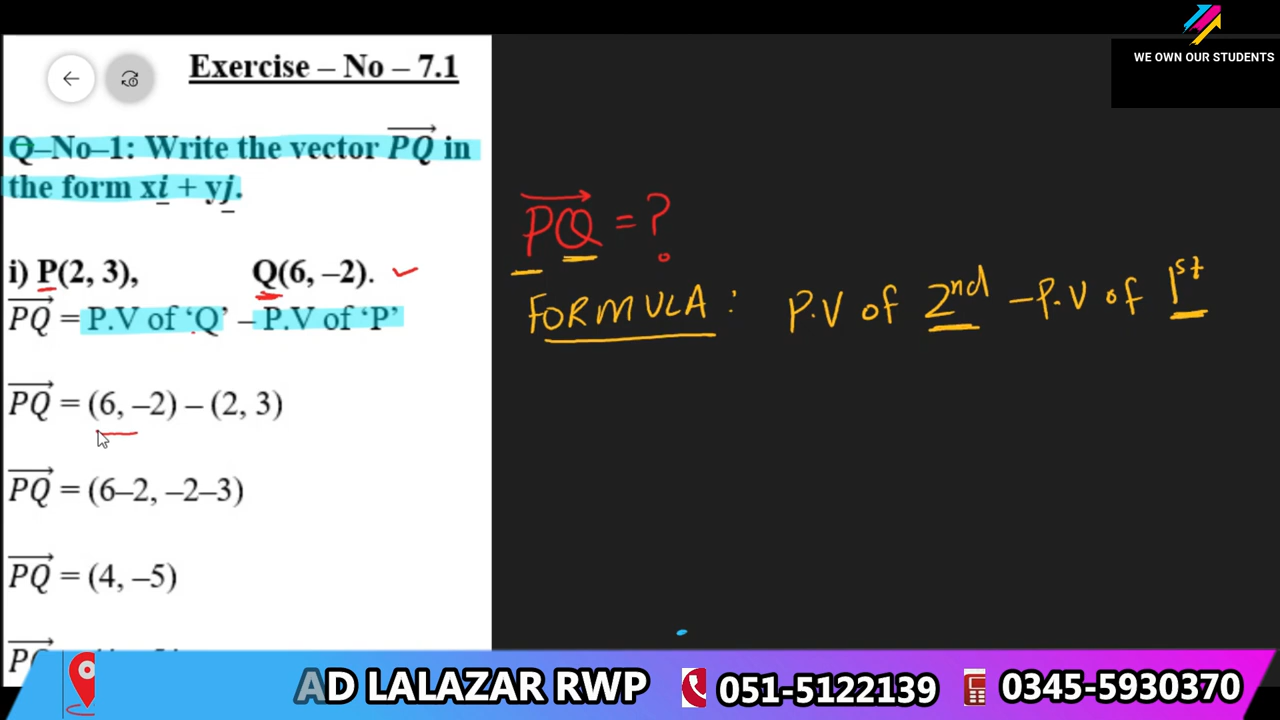 WE OWN OUR STUDENTS
Exercise – No – 7.1
Q–No–1: Write the vector PQ in
the form xi + yj.
i) P(2, 3), Q(6, –2).
PQ = P.V of ‘Q’ – P.V of ‘P’
PQ = (6, –2) – (2, 3)
PQ = (6–2, –2–3)
PQ = (4, –5)
PQ = ?
FORMULA : P.V of 2nd – P.V of 1st
AD LALAZAR RWP 051-5122139 0345-5930370